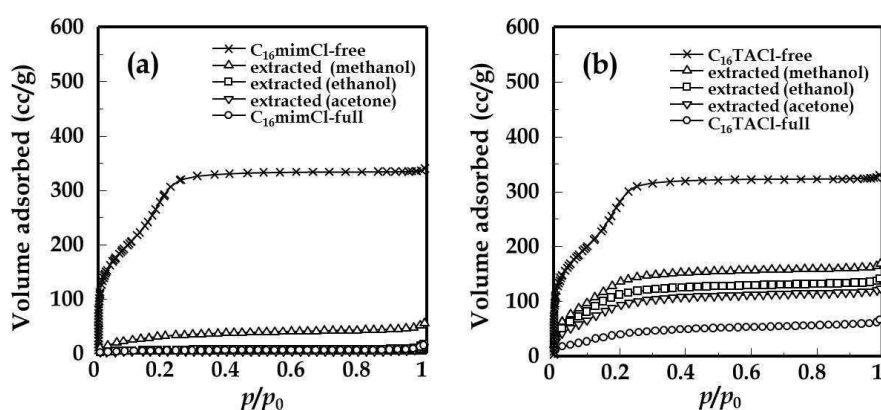 600
500
400
300
200
100
0
Volume adsorbed (cc/g)
(a)
C₁₆mimCl-free
extracted (methanol)
extracted (ethanol)
extracted (acetone)
C₁₆mimCl-full
0 0.2 0.4 0.6 0.8 1
p/p₀
600
500
400
300
200
100
0
Volume adsorbed (cc/g)
(b)
C₁₆TACl-free
extracted (methanol)
extracted (ethanol)
extracted (acetone)
C₁₆TACl-full
0 0.2 0.4 0.6 0.8 1
p/p₀